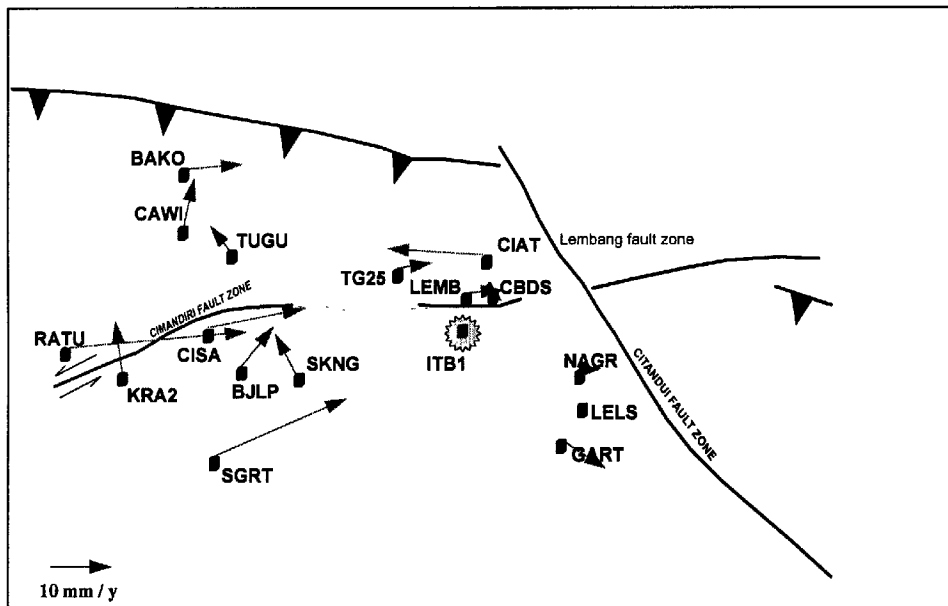 BAKO
CAWI
TUGU
CIAT
Lembang fault zone
TG25
LEMB
CBDS
CIMANDIRI FAULT ZONE
RATU
CISA
ITB1
SKNG
NAGR
KRA2
BJLP
LELS
CITANDUI FAULT ZONE
GART
SGRT
10 mm / y